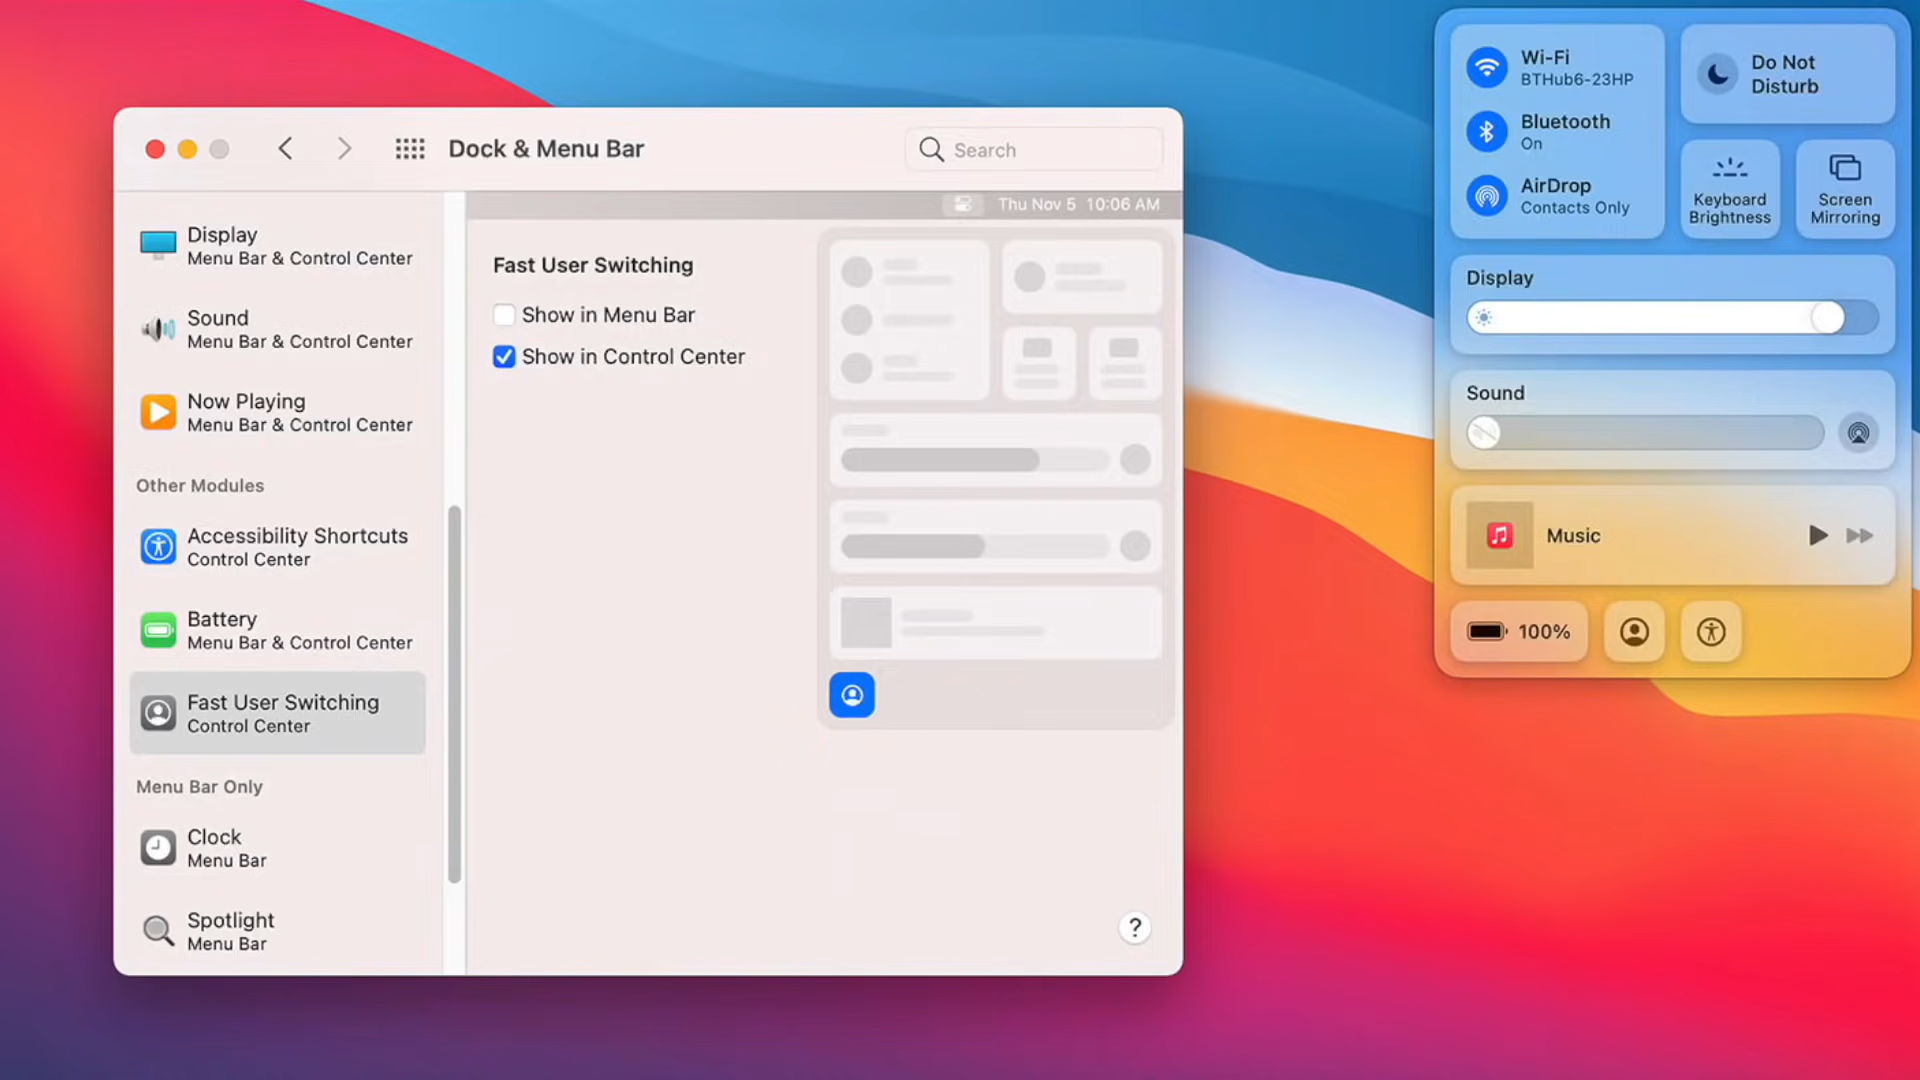 Dock & Menu Bar
Search
Display
Menu Bar & Control Center
Sound
Menu Bar & Control Center
Now Playing
Menu Bar & Control Center
Other Modules
Accessibility Shortcuts
Control Center
Battery
Menu Bar & Control Center
Fast User Switching
Control Center
Menu Bar Only
Clock
Menu Bar
Spotlight
Menu Bar
Thu Nov 5 10:06 AM
Fast User Switching
Show in Menu Bar
Show in Control Center
?
Wi-Fi
BTHub6-23HP
Bluetooth
On
AirDrop
Contacts Only
Do Not
Disturb
Keyboard
Brightness
Screen
Mirroring
Display
Sound
Music
100%